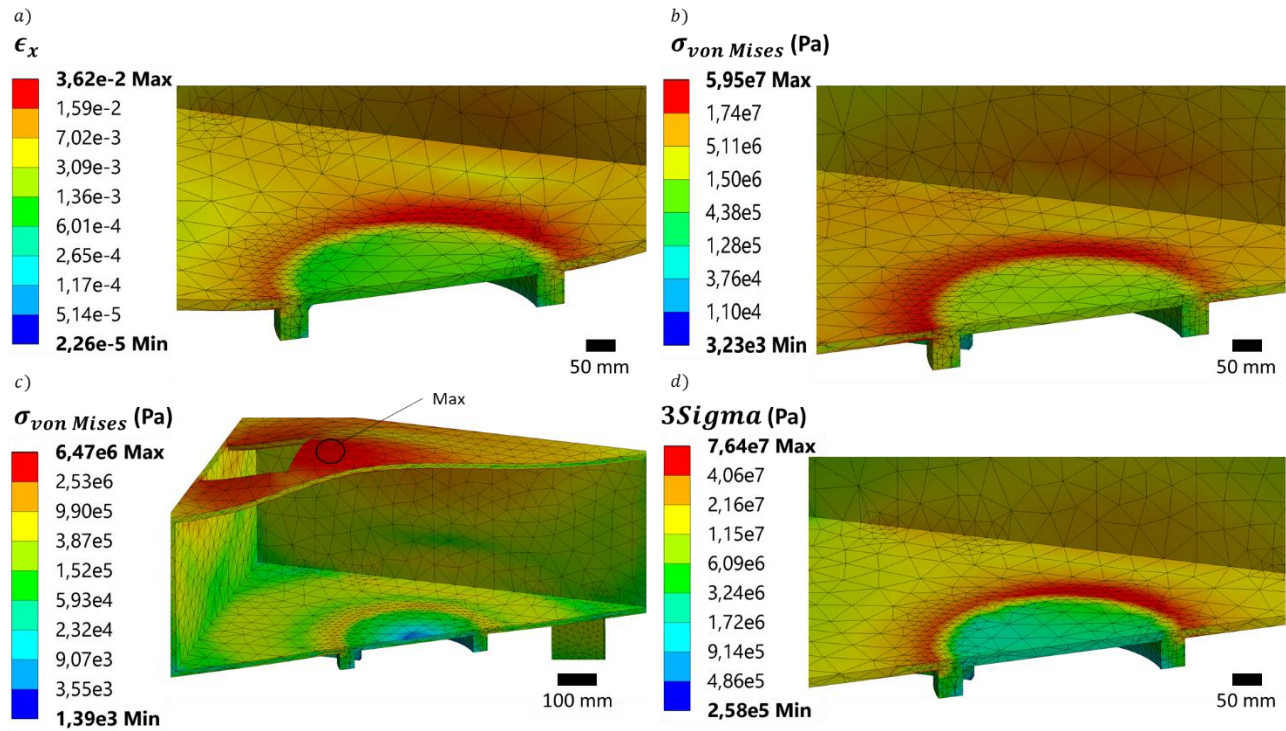 a)
ϵ_x
3,62e-2 Max
1,59e-2
7,02e-3
3,09e-3
1,36e-3
6,01e-4
2,65e-4
1,17e-4
5,14e-5
2,26e-5 Min
50 mm
b)
σ_von Mises (Pa)
5,95e7 Max
1,74e7
5,11e6
1,50e6
4,38e5
1,28e5
3,76e4
1,10e4
3,23e3 Min
50 mm
c)
σ_von Mises (Pa)
Max
6,47e6 Max
2,53e6
9,90e5
3,87e5
1,52e5
5,93e4
2,32e4
9,07e3
3,55e3
1,39e3 Min
100 mm
d)
3Sigma (Pa)
7,64e7 Max
4,06e7
2,16e7
1,15e7
6,09e6
3,24e6
1,72e6
9,14e5
4,86e5
2,58e5 Min
50 mm